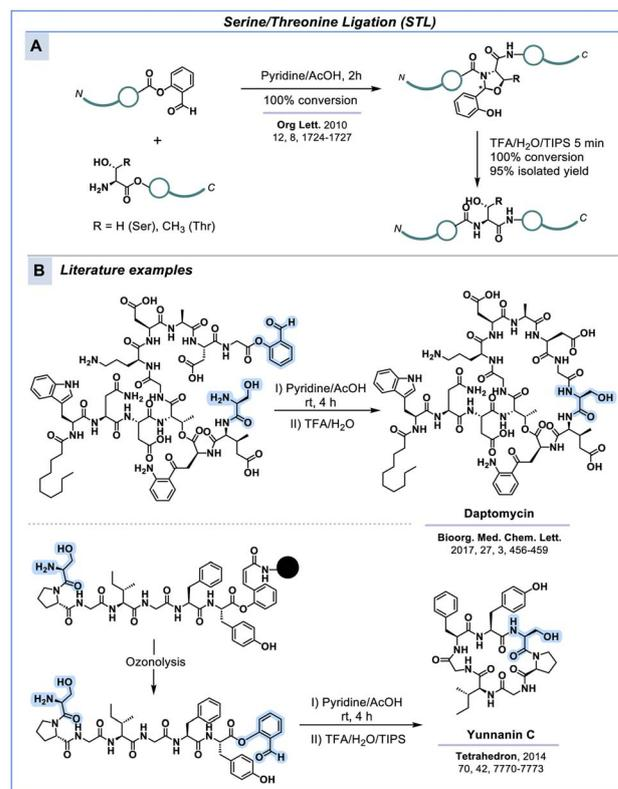 Serine/Threonine Ligation (STL)
A
Pyridine/AcOH, 2h
100% conversion
Org Lett. 2010
12, 8, 1724-1727
+
R = H (Ser), CH3 (Thr)
TFA/H2O/TIPS 5 min
100% conversion
95% isolated yield
B Literature examples
I) Pyridine/AcOH
rt, 4 h
II) TFA/H2O
Daptomycin
Bioorg. Med. Chem. Lett.
2017, 27, 3, 456-459
Ozonolysis
I) Pyridine/AcOH
rt, 4 h
II) TFA/H2O/TIPS
Yunnanin C
Tetrahedron, 2014
70, 42, 7770-7773